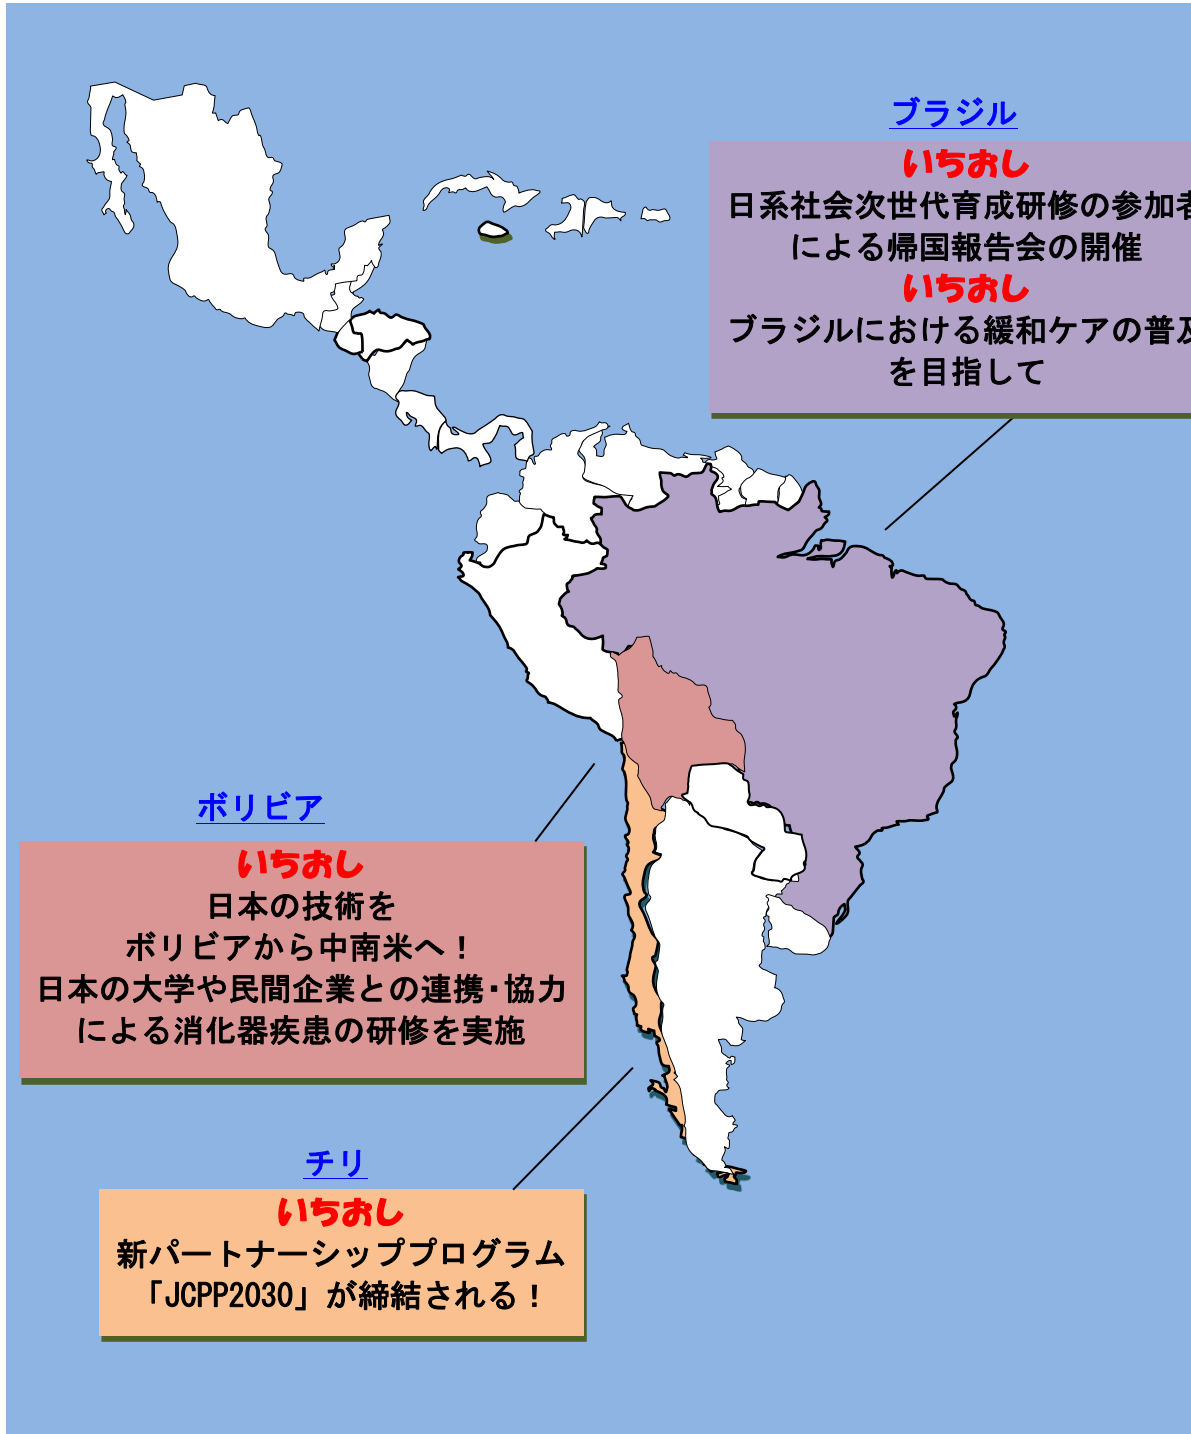 ブラジル
いちおし
日系社会次世代育成研修の参加者
による帰国報告会の開催
いちおし
ブラジルにおける緩和ケアの普及
を目指して
ボリビア
いちおし
日本の技術を
ボリビアから中南米へ！
日本の大学や民間企業との連携・協力
による消化器疾患の研修を実施
チリ
いちおし
新パートナーシッププログラム
「JCPP2030」が締結される！